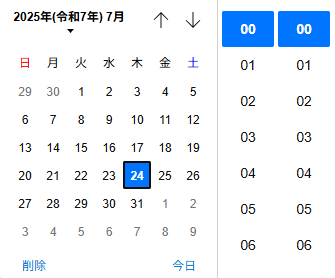 2025年(令和7年) 7月
日 月 火 水 木 金 土
29 30 1 2 3 4 5
6 7 8 9 10 11 12
13 14 15 16 17 18 19
20 21 22 23 24 25 26
27 28 29 30 31 1 2
3 4 5 6 7 8 9
削除 今日
00 00
01 01
02 02
03 03
04 04
05 05
06 06